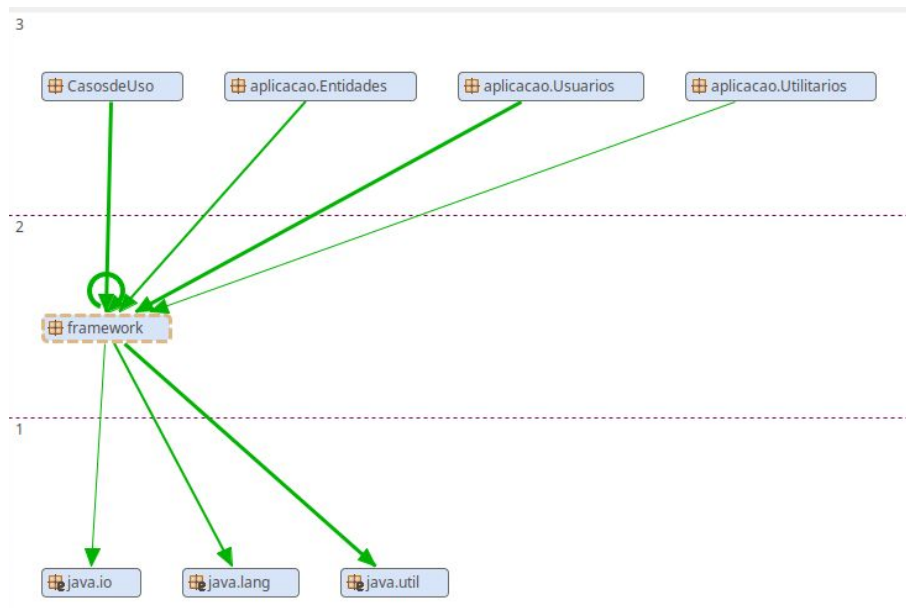 3
CasosdeUso
aplicacao.Entidades
aplicacao.Usuarios
aplicacao.Utilitarios
2
framework
1
java.io
java.lang
java.util